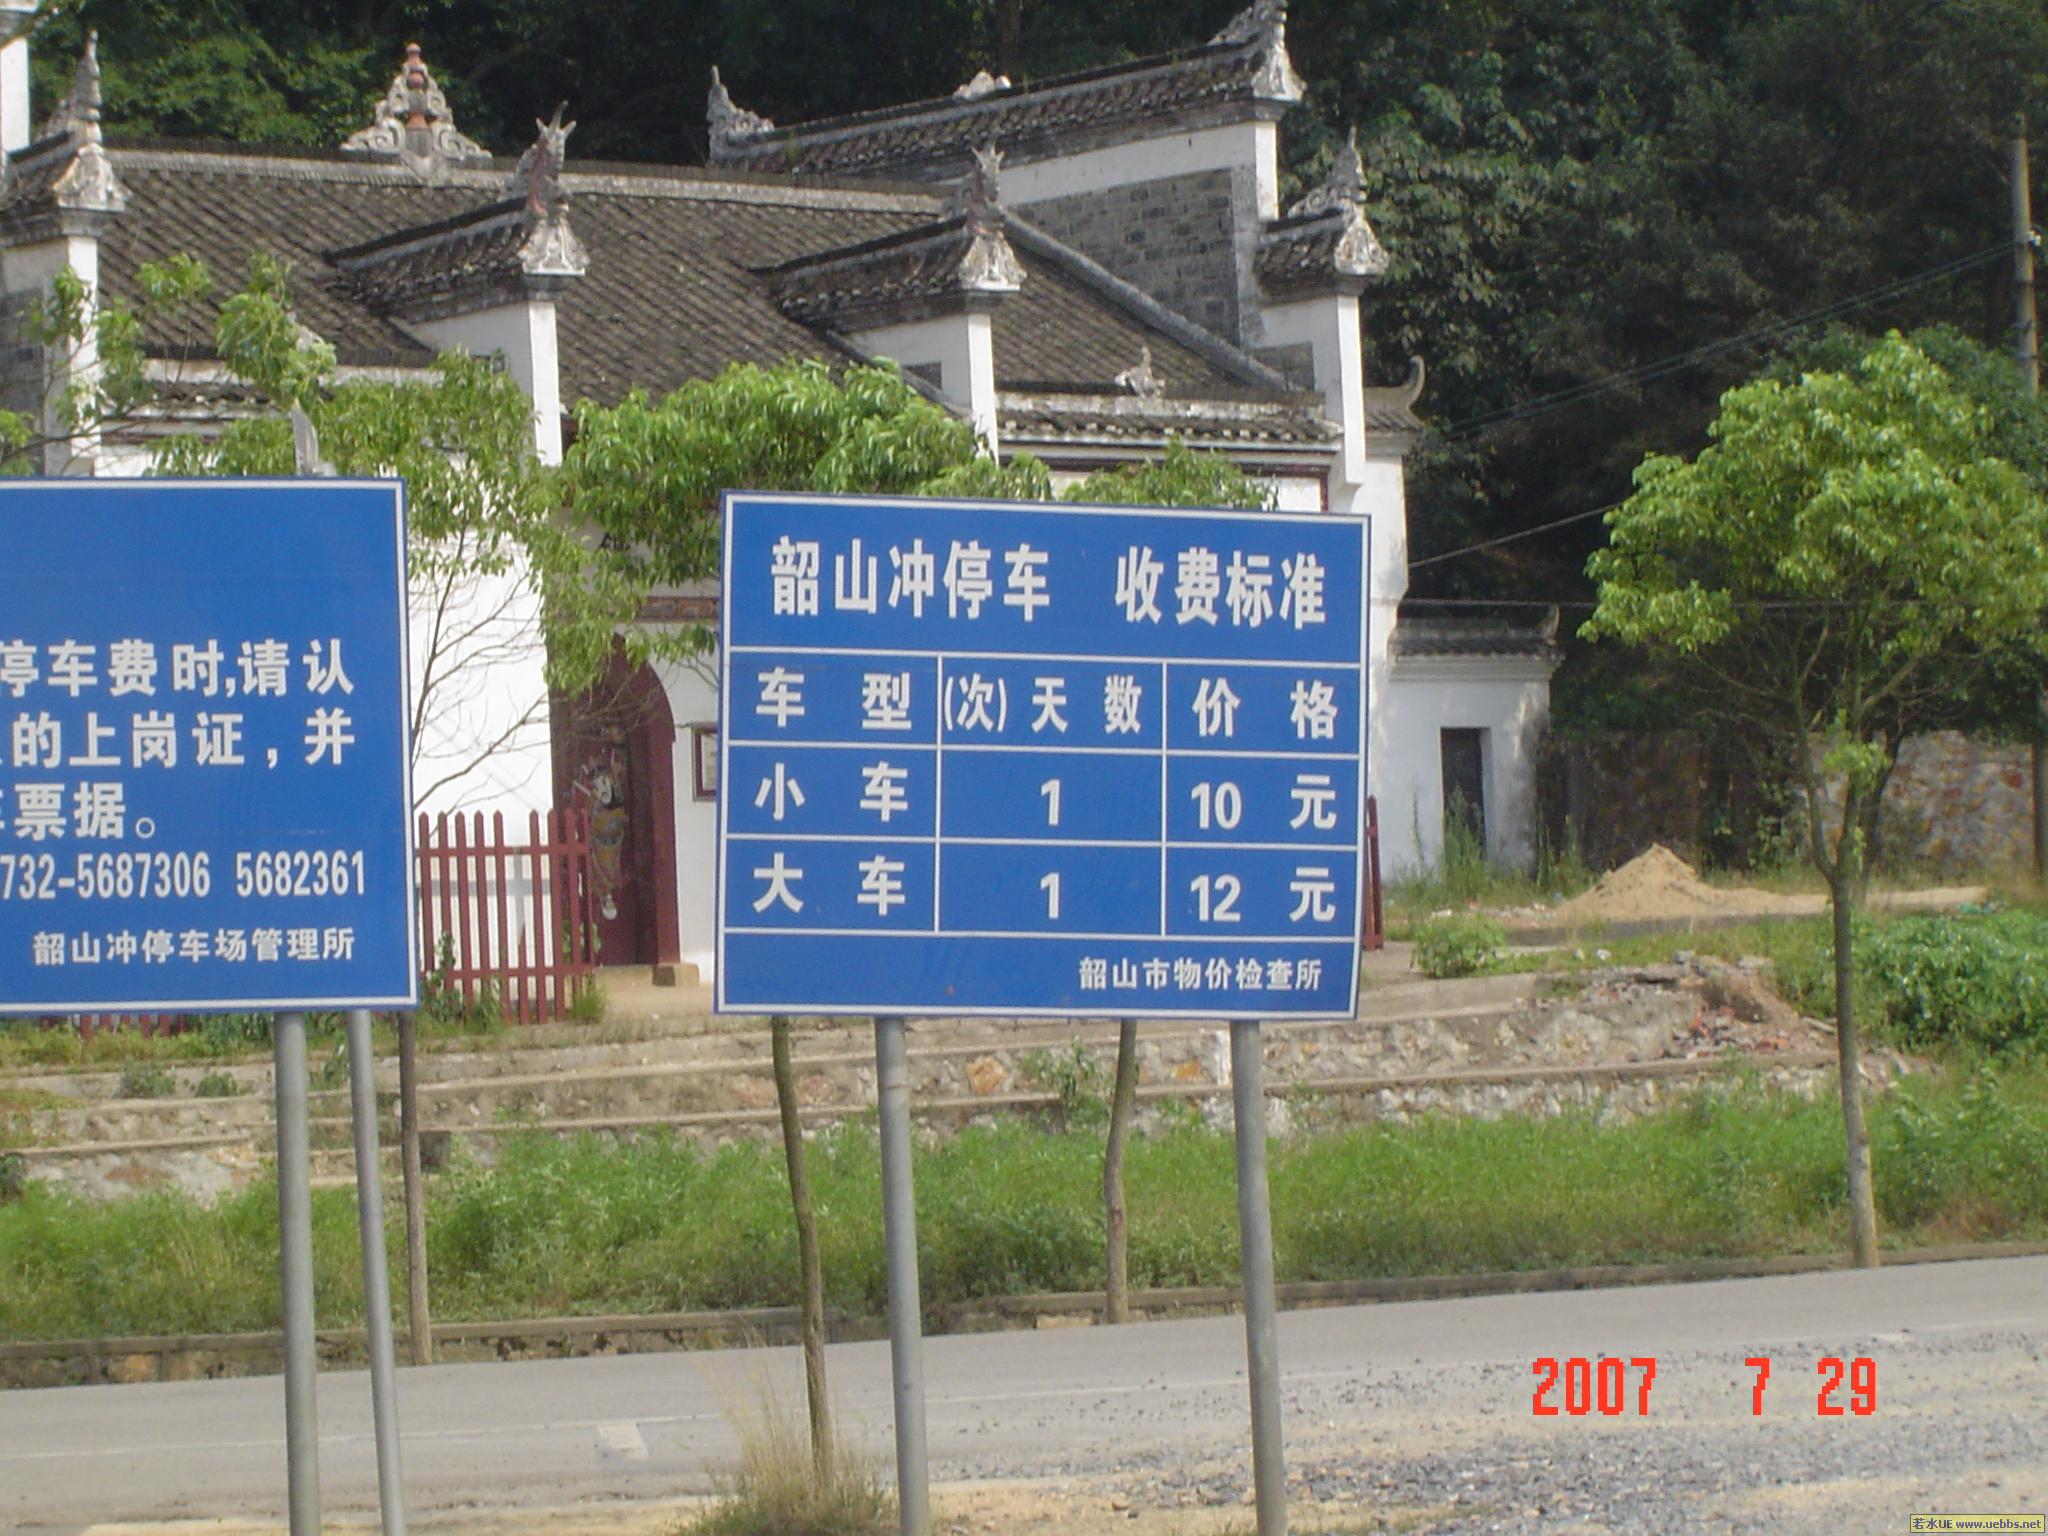 停车费时,请认
的上岗证,并
票据。
732-5687306 5682361
韶山冲停车场管理所
韶山冲停车 收费标准
车 型 (次) 天 数 价 格
小 车 1 10 元
大 车 1 12 元
韶山市物价检查所
2007 7 29
若水UE www.uebbs.net